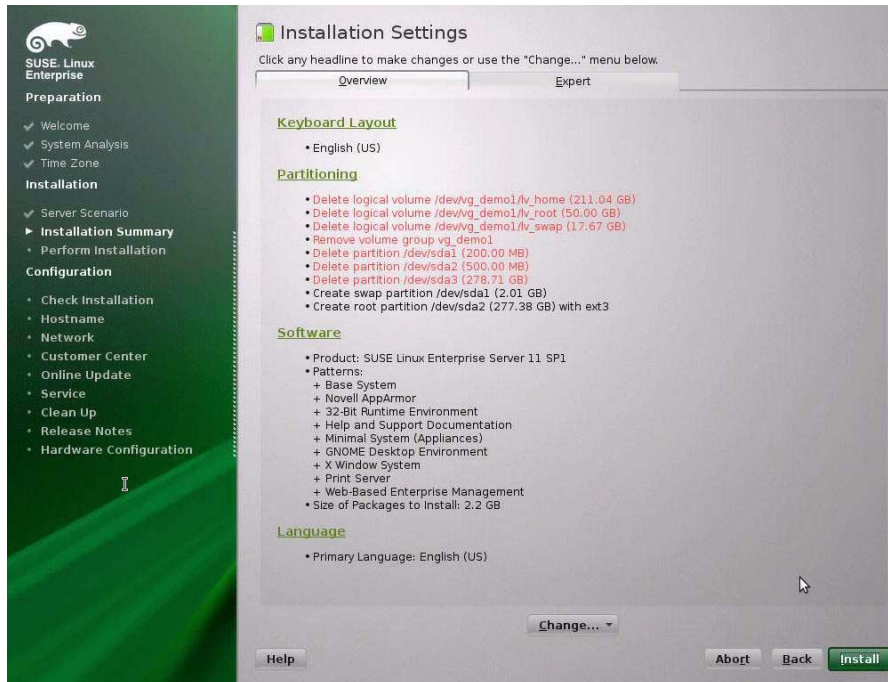 SUSE. Linux
Enterprise
Preparation
Welcome
System Analysis
Time Zone
Installation
Server Scenario
Installation Summary
Perform Installation
Configuration
Check Installation
Hostname
Network
Customer Center
Online Update
Service
Clean Up
Release Notes
Hardware Configuration
Installation Settings
Click any headline to make changes or use the "Change..." menu below.
Overview
Expert
Keyboard Layout
• English (US)
Partitioning
• Delete logical volume /dev/vg_demo1/lv_home (211.04 GB)
• Delete logical volume /dev/vg_demo1/lv_root (50.00 GB)
• Delete logical volume /dev/vg_demo1/lv_swap (17.67 GB)
• Remove volume group vg_demo1
• Delete partition /dev/sda1 (200.00 MB)
• Delete partition /dev/sda2 (500.00 MB)
• Delete partition /dev/sda3 (278.71 GB)
• Create swap partition /dev/sda1 (2.01 GB)
• Create root partition /dev/sda2 (277.38 GB) with ext3
Software
• Product: SUSE Linux Enterprise Server 11 SP1
• Patterns:
+ Base System
+ Novell AppArmor
+ 32-Bit Runtime Environment
+ Help and Support Documentation
+ Minimal System (Appliances)
+ GNOME Desktop Environment
+ X Window System
+ Print Server
+ Web-Based Enterprise Management
• Size of Packages to Install: 2.2 GB
Language
• Primary Language: English (US)
Change...
Help
Abort
Back
Install